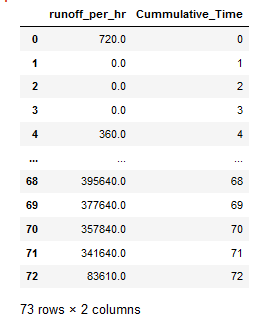 runoff_per_hr Cummulative_Time
0 720.0 0
1 0.0 1
2 0.0 2
3 0.0 3
4 360.0 4
... ... ...
68 395640.0 68
69 377640.0 69
70 357840.0 70
71 341640.0 71
72 83610.0 72
73 rows × 2 columns